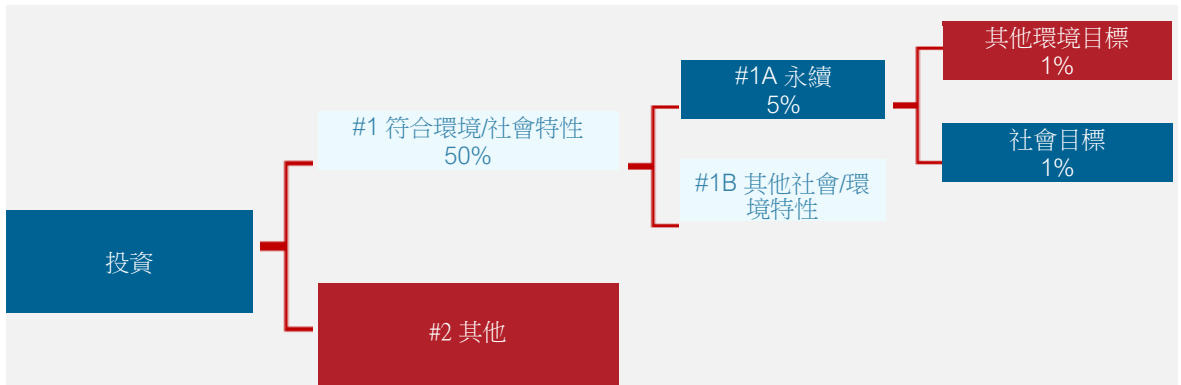 投資
#1 符合環境/社會特性
50%
#2 其他
#1A 永續
5%
#1B 其他社會/環
境特性
其他環境目標
1%
社會目標
1%